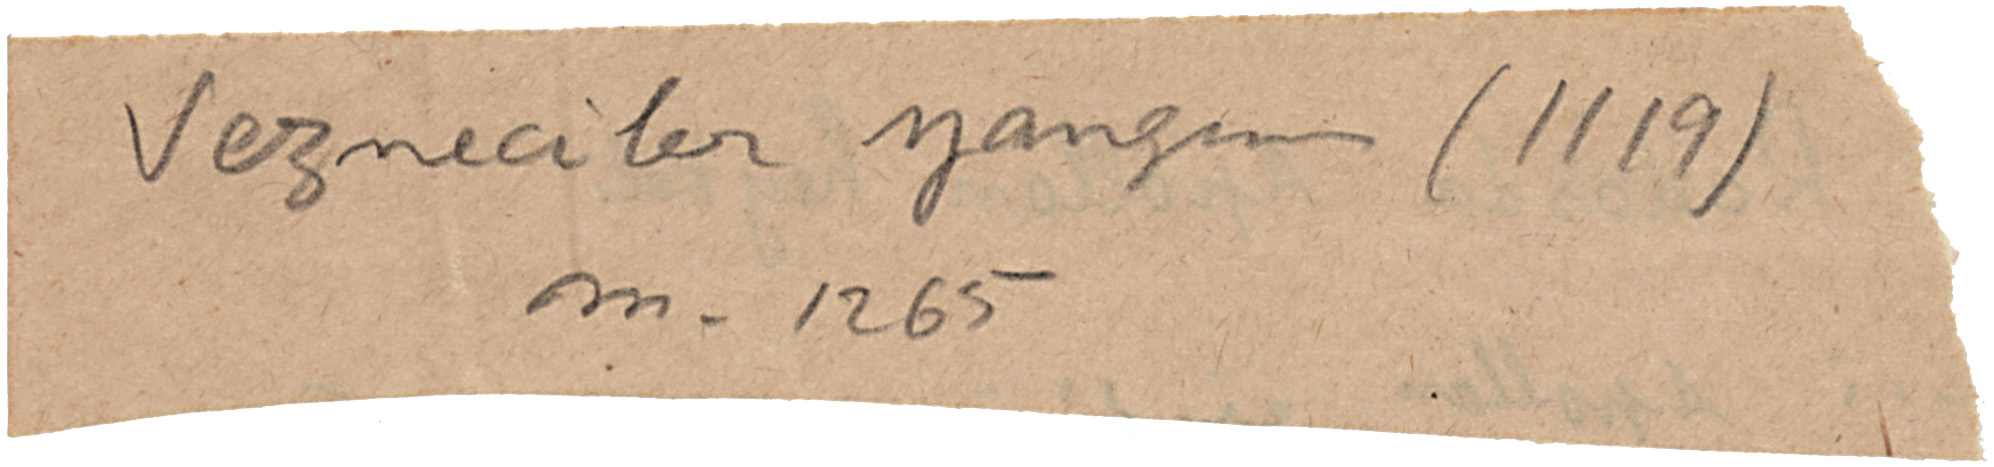 Vezneciler yangını (1119)
m. 1265